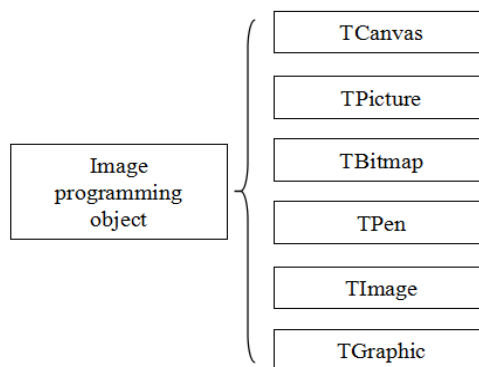 Image
programming
object
TCanvas
TPicture
TBitmap
TPen
TImage
TGraphic